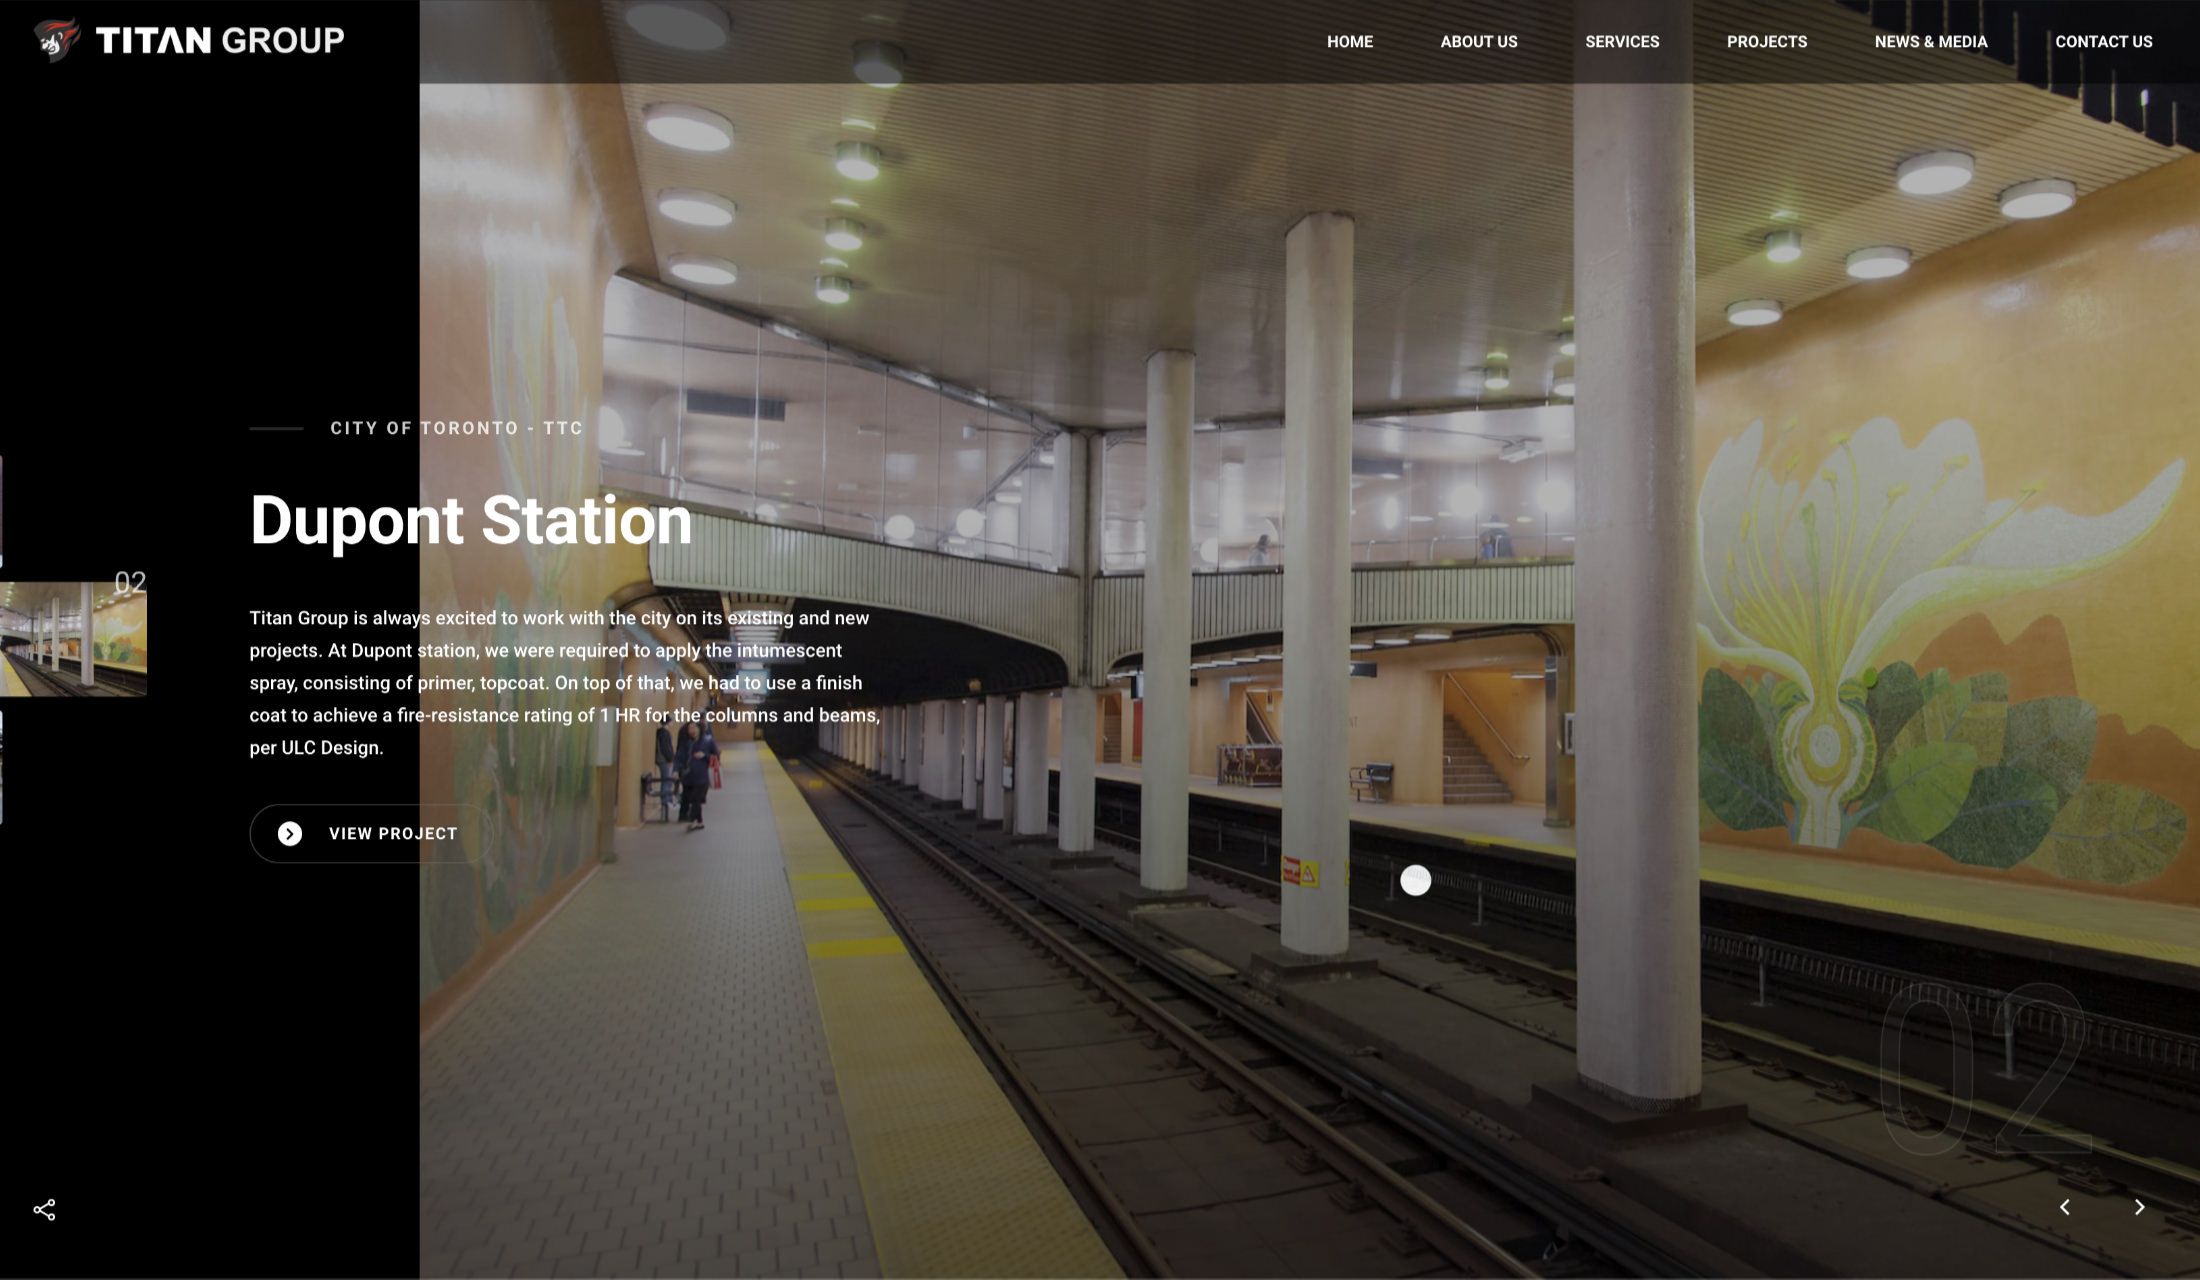 TITAN GROUP
HOME
ABOUT US
SERVICES
PROJECTS
NEWS & MEDIA
CONTACT US
CITY OF TORONTO - TTC
Dupont Station
02
Titan Group is always excited to work with the city on its existing and new
projects. At Dupont station, we were required to apply the intumescent
spray, consisting of primer, topcoat. On top of that, we had to use a finish
coat to achieve a fire-resistance rating of 1 HR for the columns and beams,
per ULC Design.
VIEW PROJECT
02